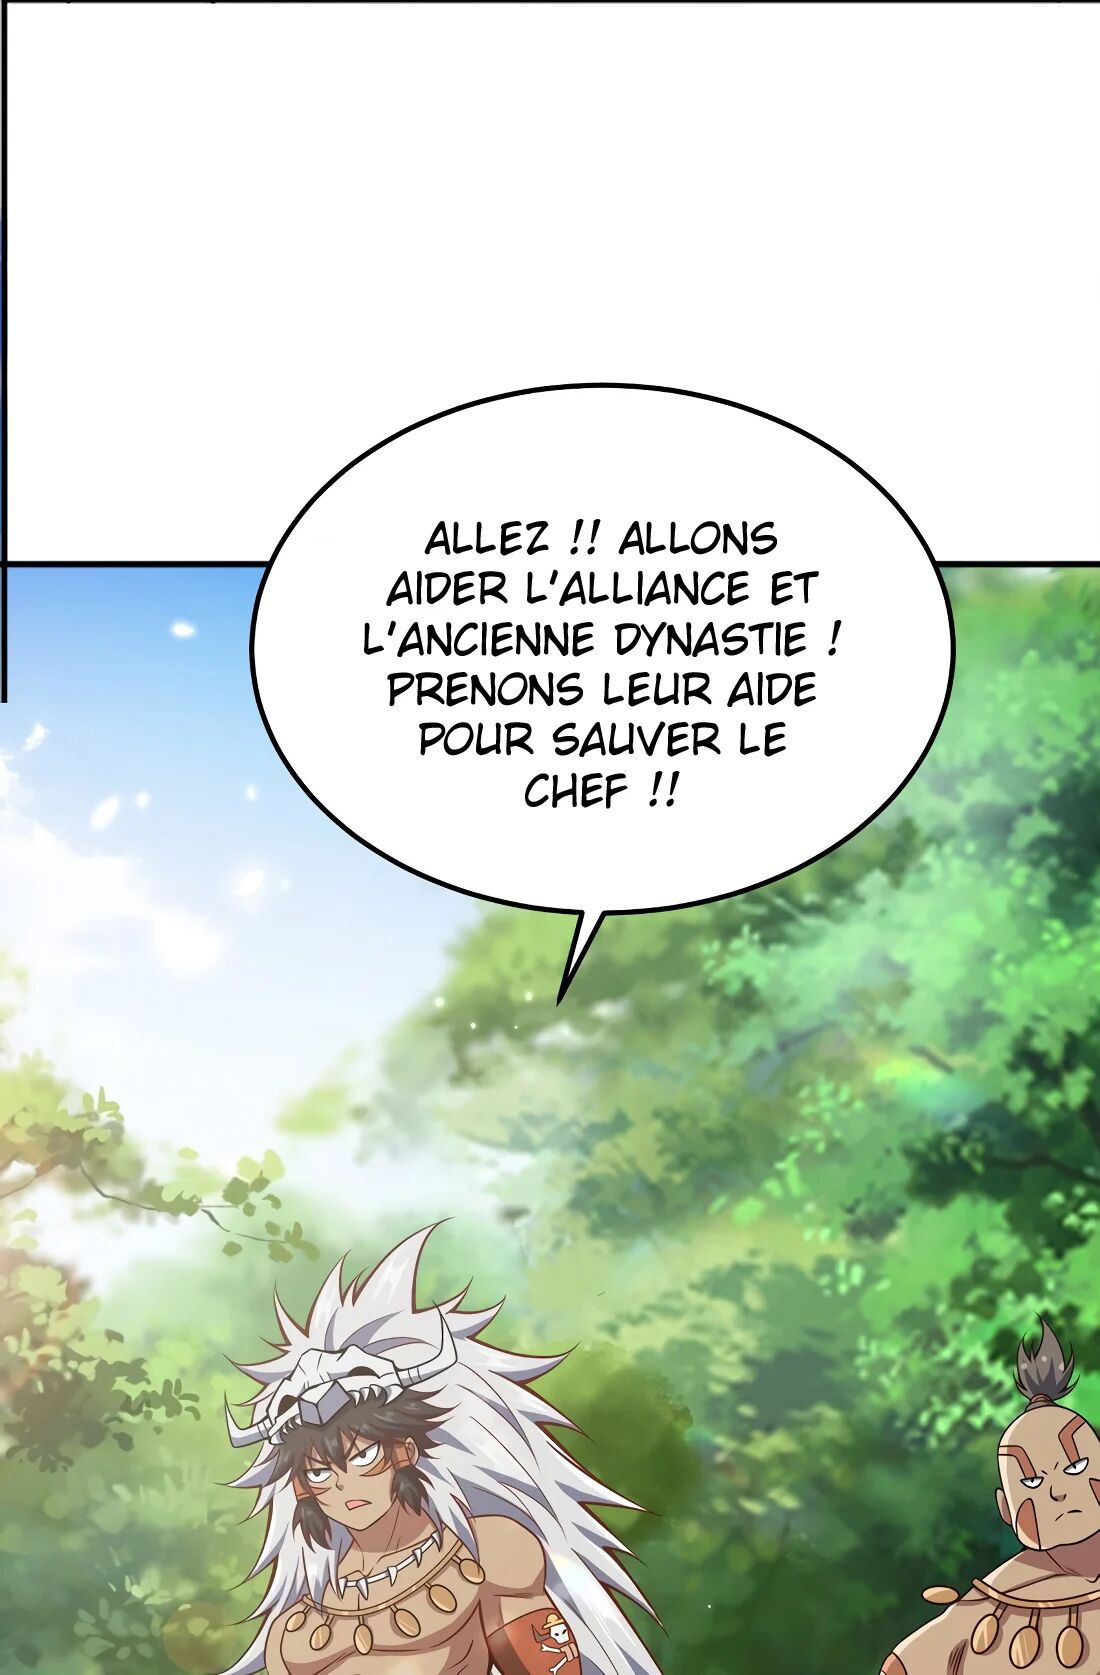 ALLEZ !! ALLONS
AIDER L'ALLIANCE ET
L'ANCIENNE DYNASTIE !
PRENONS LEUR AIDE
POUR SAUVER LE
CHEF !!